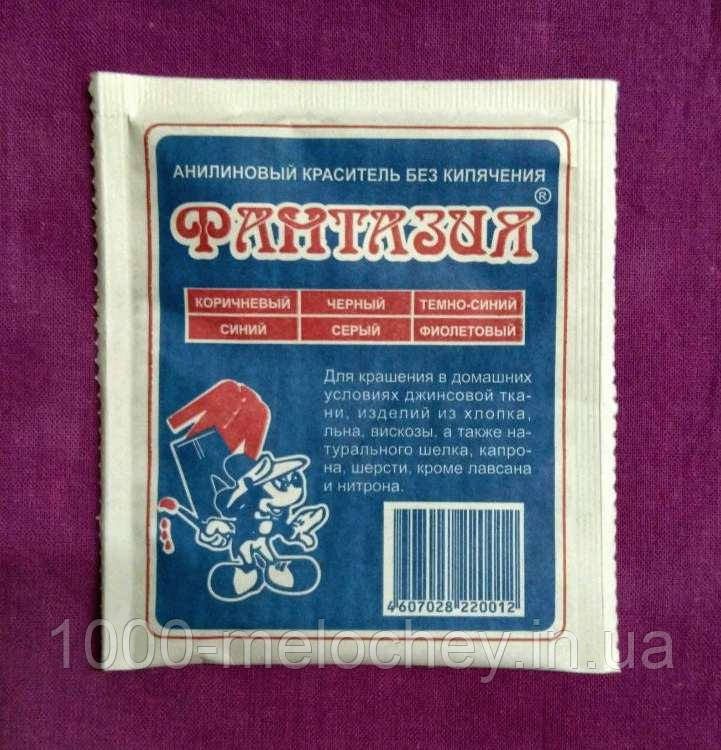 АНИЛИНОВЫЙ КРАСИТЕЛЬ БЕЗ КИПЯЧЕНИЯ
ФАНТАЗИЯ ®
КОРИЧНЕВЫЙ ЧЕРНЫЙ ТЕМНО-СИНИЙ
СИНИЙ СЕРЫЙ ФИОЛЕТОВЫЙ
Для крашения в домашних
условиях джинсовой тка-
ни, изделий из хлопка,
льна, вискозы, а также на-
турального шелка, капро-
на, шерсти, кроме лавсана
и нитрона.
4607028 220012
1000-melochey.in.ua